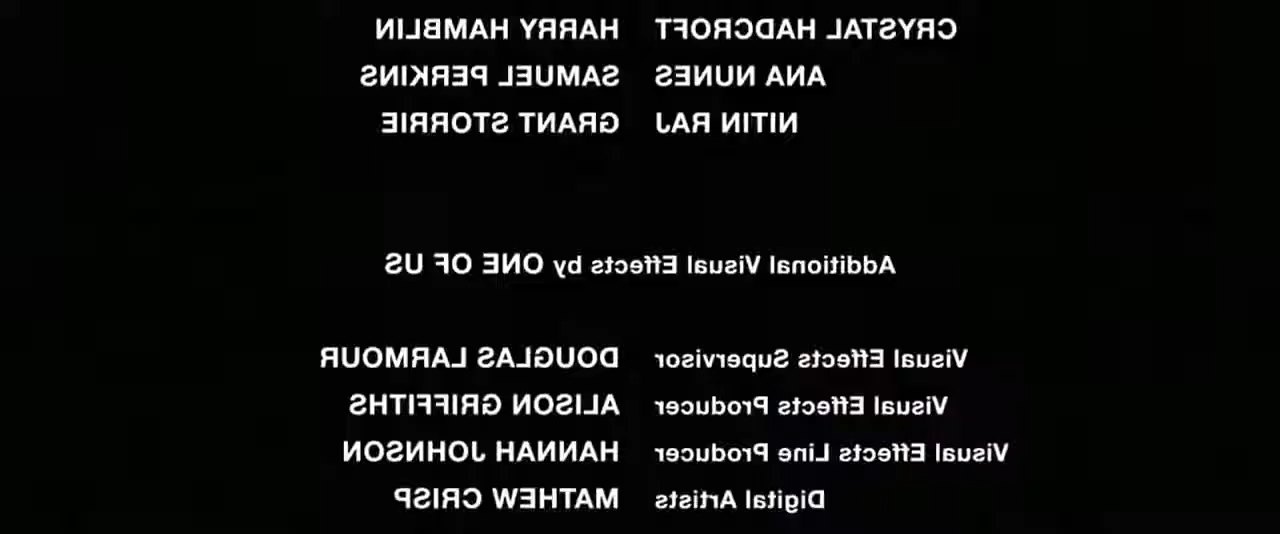 CRYSTAL HADCROFT HARRY HAMBLIN
ANA NUNES SAMUEL PERKINS
NITIN RAJ GRANT STORRIE
Additional Visual Effects by ONE OF US
Visual Effects Supervisor DOUGLAS LARMOUR
Visual Effects Producer ALISON GRIFFITHS
Visual Effects Line Producer HANNAH JOHNSON
Digital Artists MATHEW CRISP